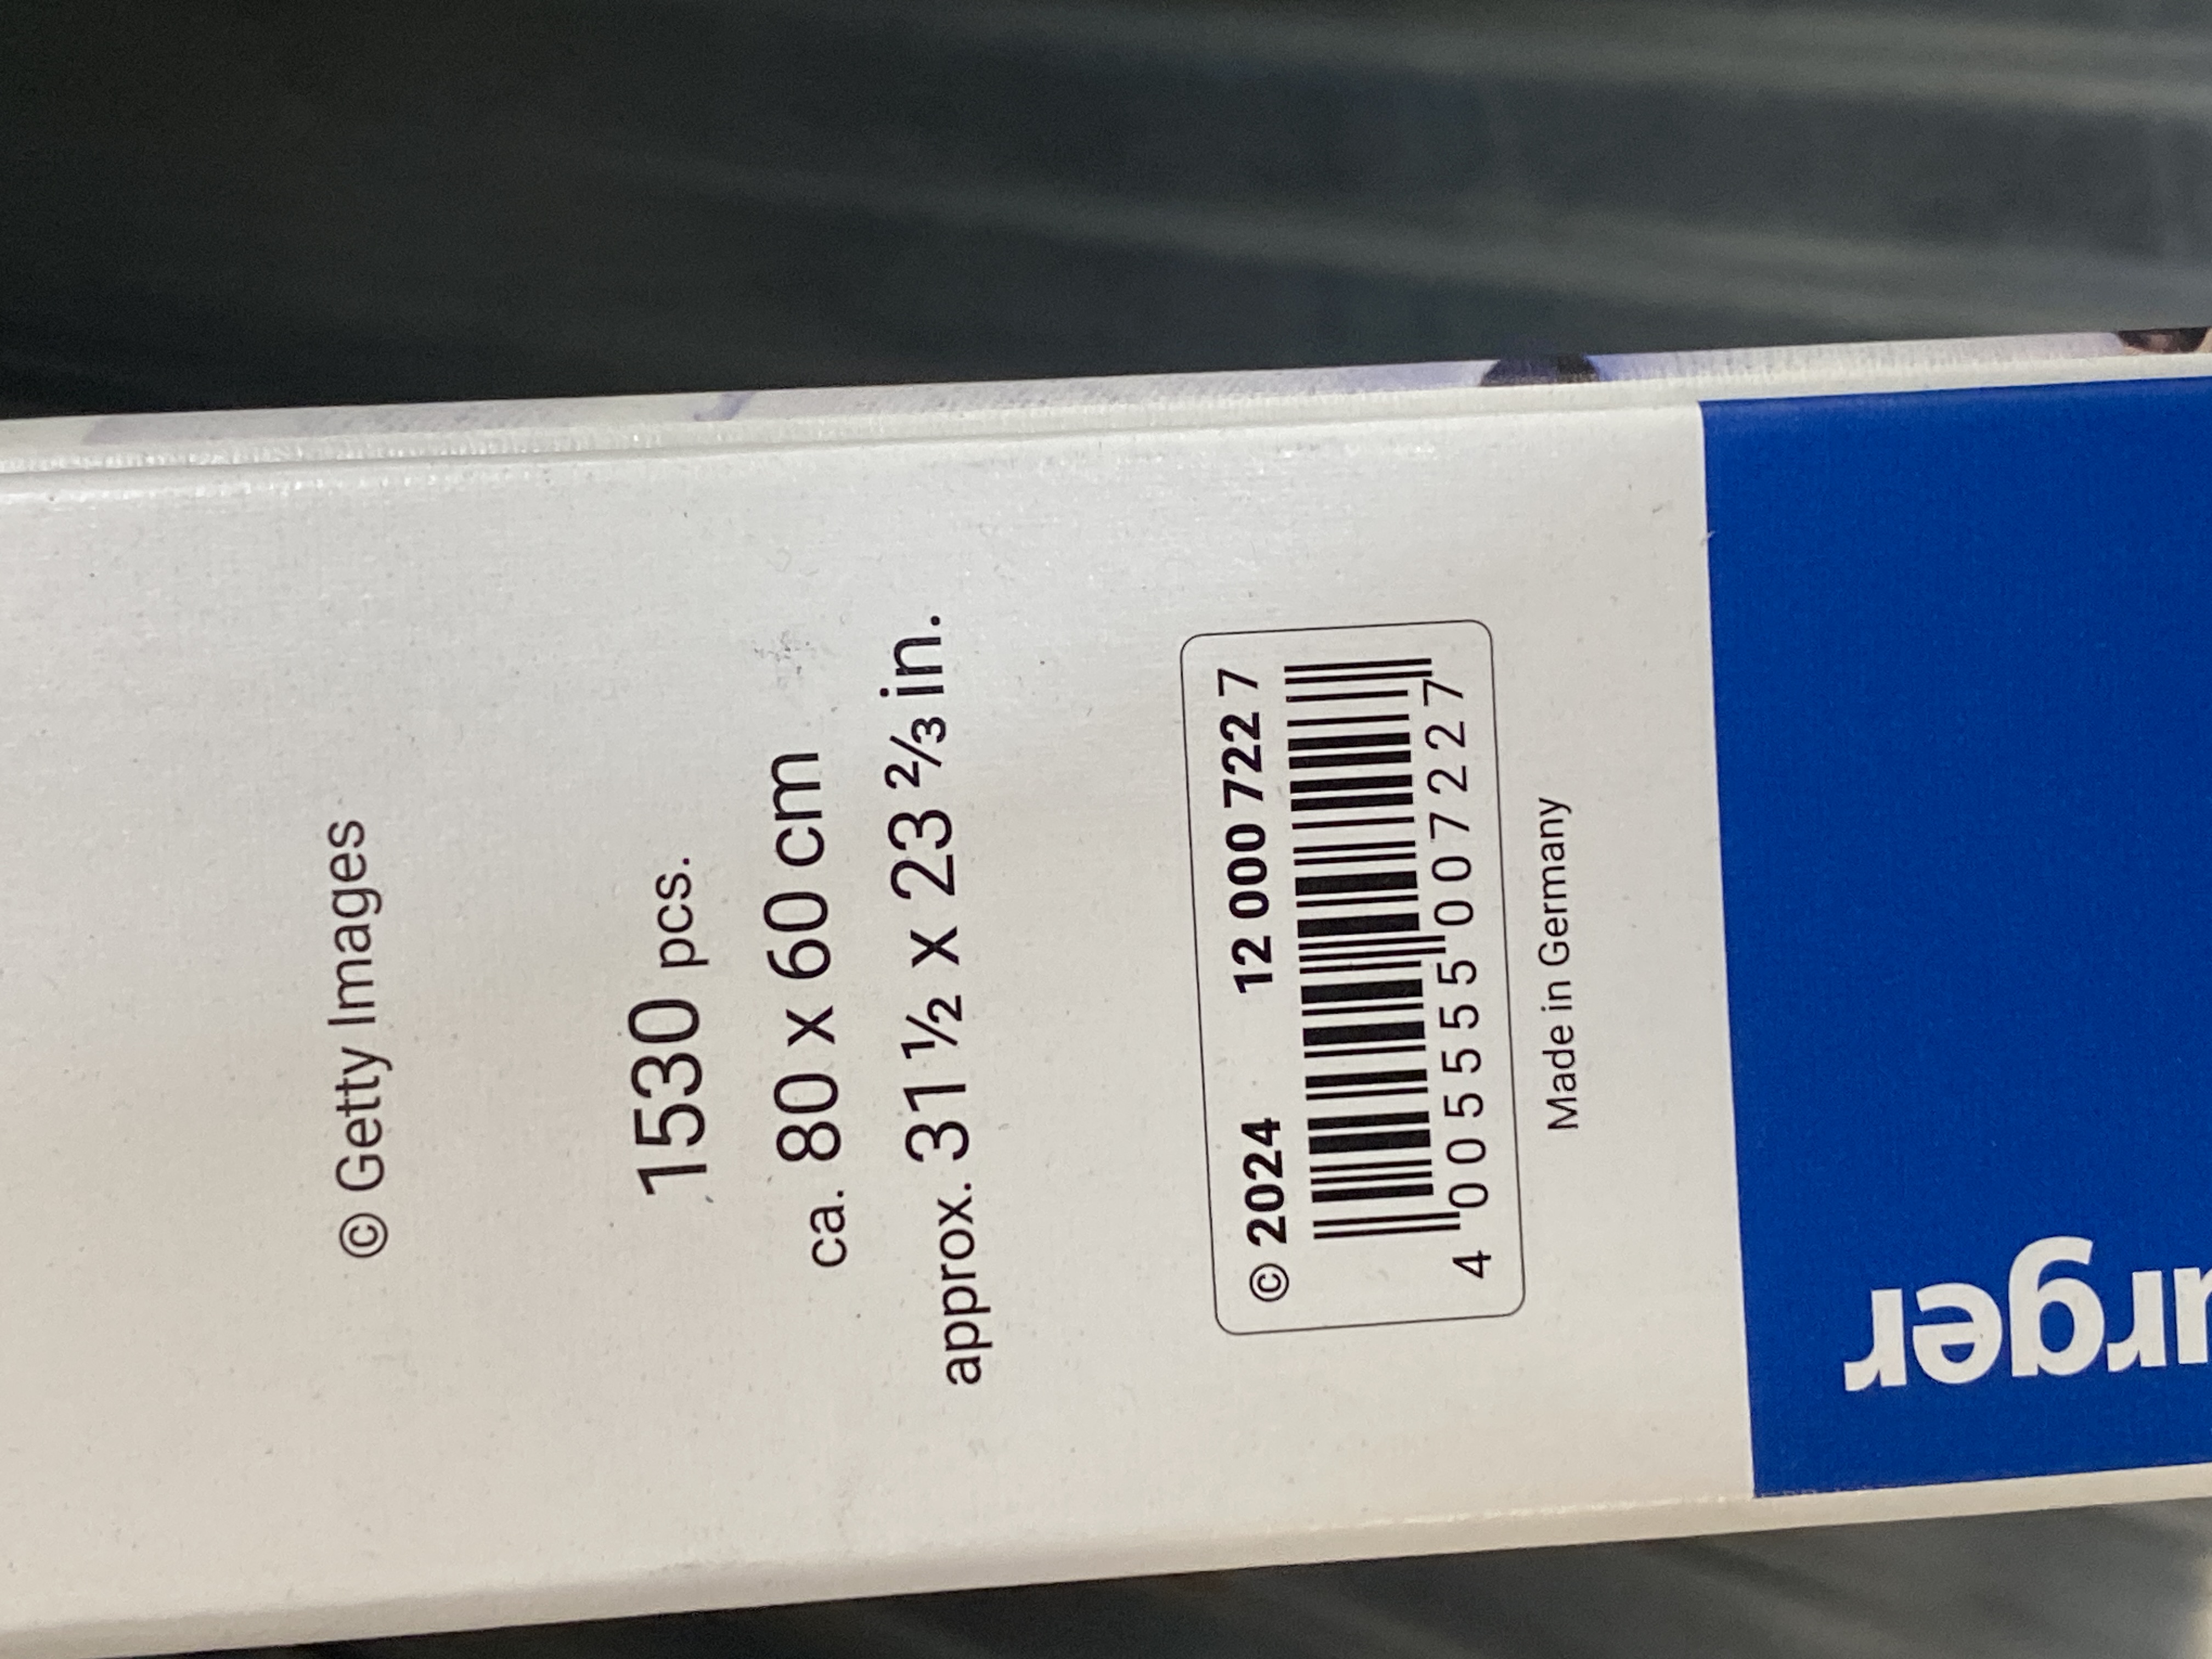 © Getty Images
1530 pcs.
ca. 80 x 60 cm
approx. 31 ½ x 23 ⅔ in.
© 2024 12 000 722 7
4 005555 007227
Made in Germany
urger